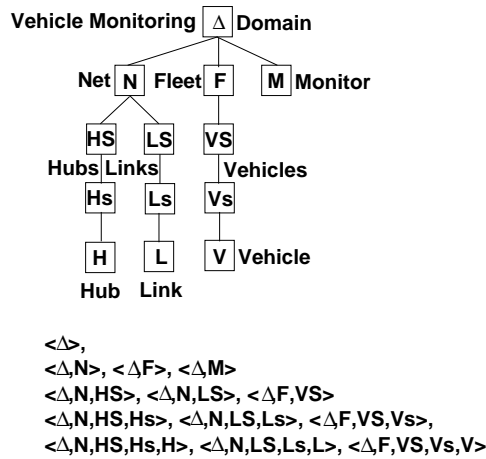 Vehicle Monitoring Δ Domain
Net N Fleet F M Monitor
HS LS VS
Hubs Links Vehicles
Hs Ls Vs
H L V Vehicle
Hub Link
<Δ>,
<Δ,N>, <Δ,F>, <Δ,M>
<Δ,N,HS>, <Δ,N,LS>, <Δ,F,VS>
<Δ,N,HS,Hs>, <Δ,N,LS,Ls>, <Δ,F,VS,Vs>,
<Δ,N,HS,Hs,H>, <Δ,N,LS,Ls,L>, <Δ,F,VS,Vs,V>